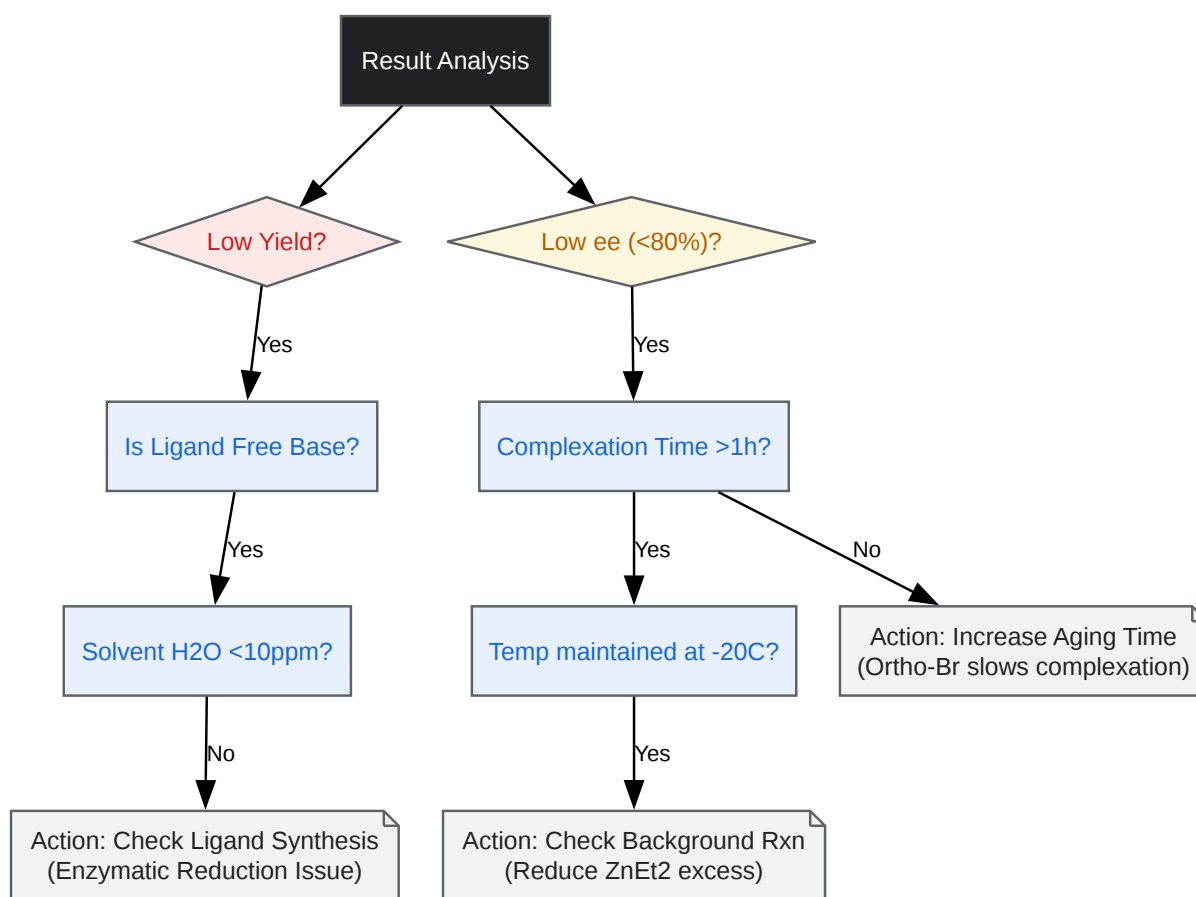 Result Analysis
Low Yield?
Low ee (<80%)?
Yes
Yes
Is Ligand Free Base?
Complexation Time >1h?
Yes
Yes
No
Solvent H2O <10ppm?
Temp maintained at -20C?
Action: Increase Aging Time
(Ortho-Br slows complexation)
No
Yes
Action: Check Ligand Synthesis
(Enzymatic Reduction Issue)
Action: Check Background Rxn
(Reduce ZnEt2 excess)